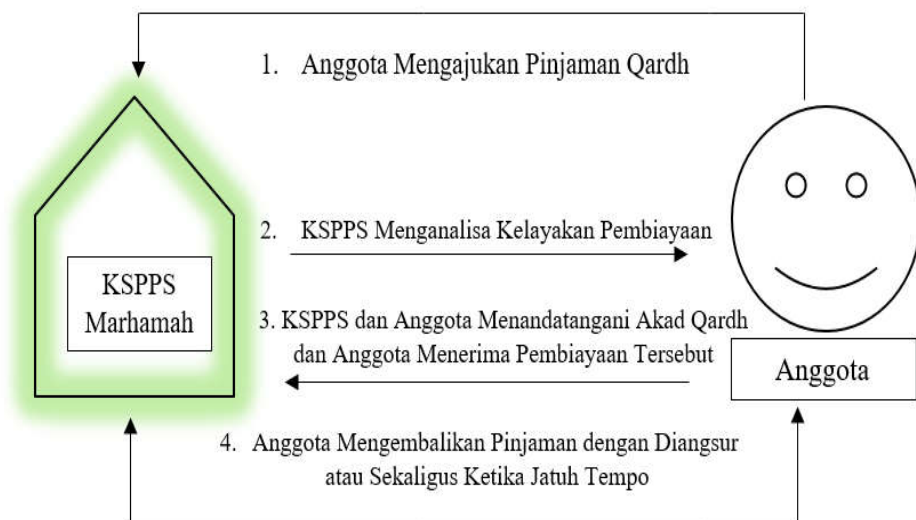 1. Anggota Mengajukan Pinjaman Qardh
2. KSPPS Menganalisa Kelayakan Pembiayaan
KSPPS
Marhamah
3. KSPPS dan Anggota Menandatangani Akad Qardh
dan Anggota Menerima Pembiayaan Tersebut
Anggota
4. Anggota Mengembalikan Pinjaman dengan Diangsur
atau Sekaligus Ketika Jatuh Tempo